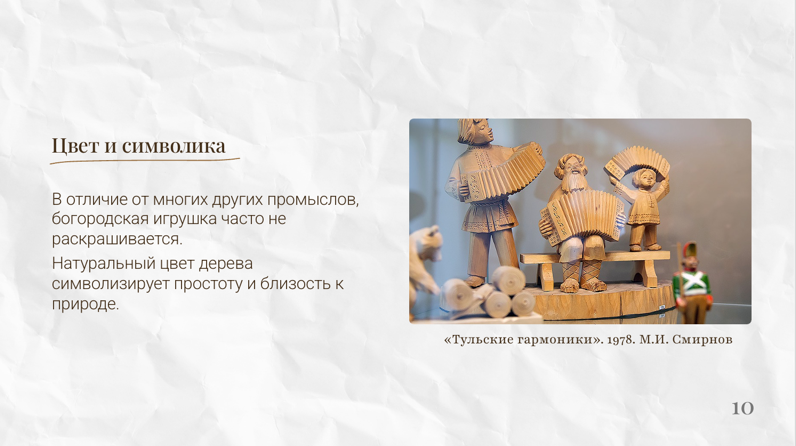 Цвет и символика
В отличие от многих других промыслов,
богородская игрушка часто не
раскрашивается.
Натуральный цвет дерева
символизирует простоту и близость к
природе.
«Тульские гармоники». 1978. М.И. Смирнов
10